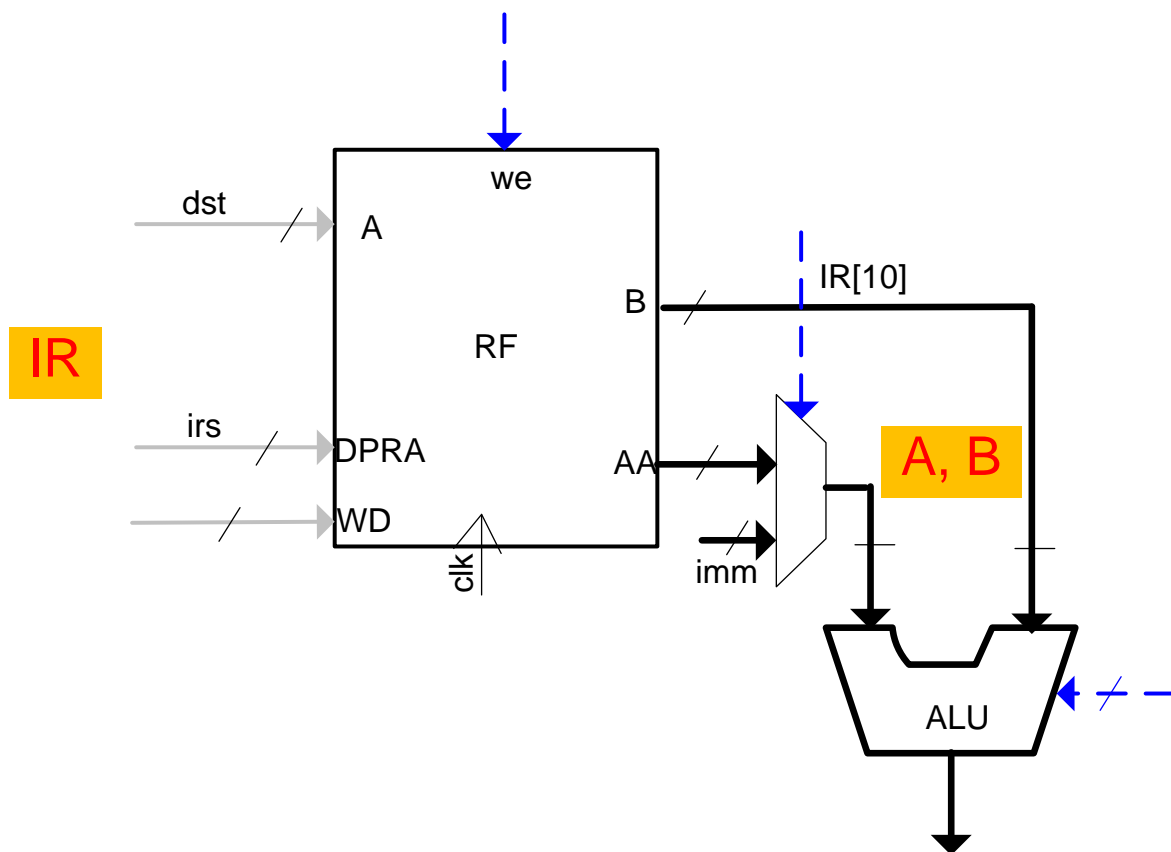 we
dst
A
IR[10]
B
RF
IR
irs
DPRA
AA
A, B
WD
clk
imm
ALU